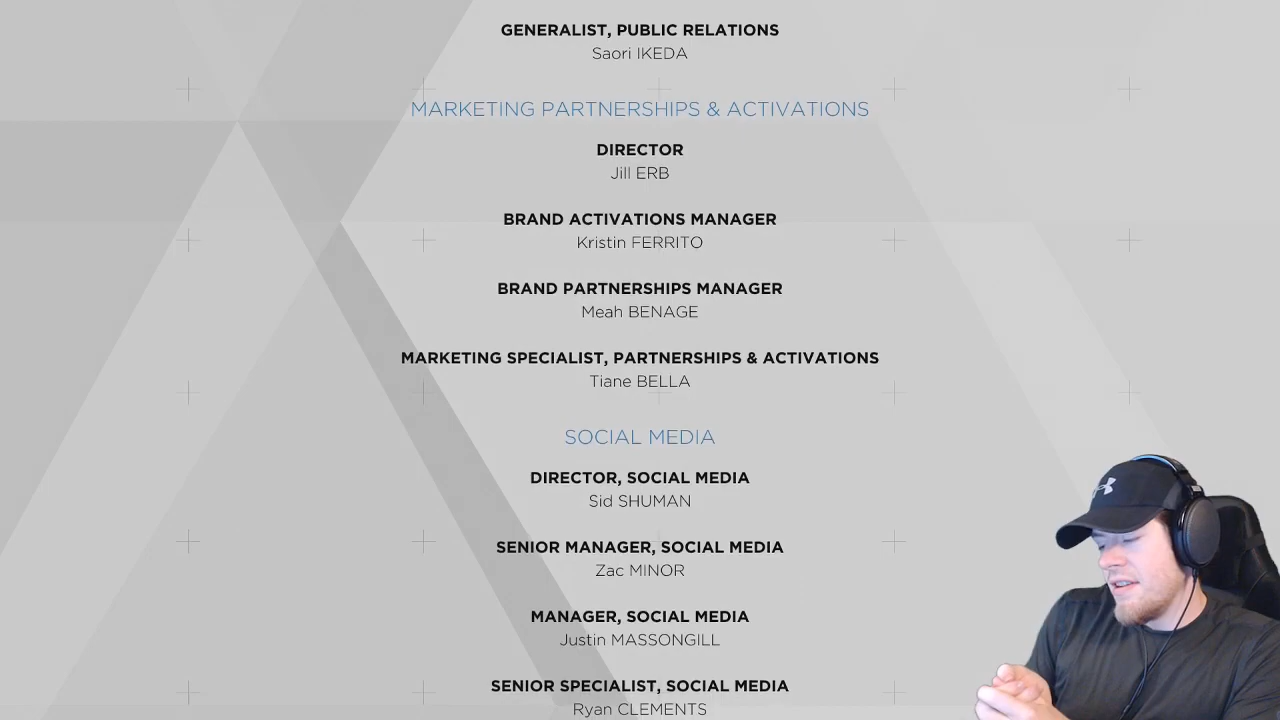 GENERALIST, PUBLIC RELATIONS
Saori IKEDA
MARKETING PARTNERSHIPS & ACTIVATIONS
DIRECTOR
Jill ERB
BRAND ACTIVATIONS MANAGER
Kristin FERRITO
BRAND PARTNERSHIPS MANAGER
Meah BENAGE
MARKETING SPECIALIST, PARTNERSHIPS & ACTIVATIONS
Tiane BELLA
SOCIAL MEDIA
DIRECTOR, SOCIAL MEDIA
Sid SHUMAN
SENIOR MANAGER, SOCIAL MEDIA
Zac MINOR
MANAGER, SOCIAL MEDIA
Justin MASSONGILL
SENIOR SPECIALIST, SOCIAL MEDIA
Ryan CLEMENTS